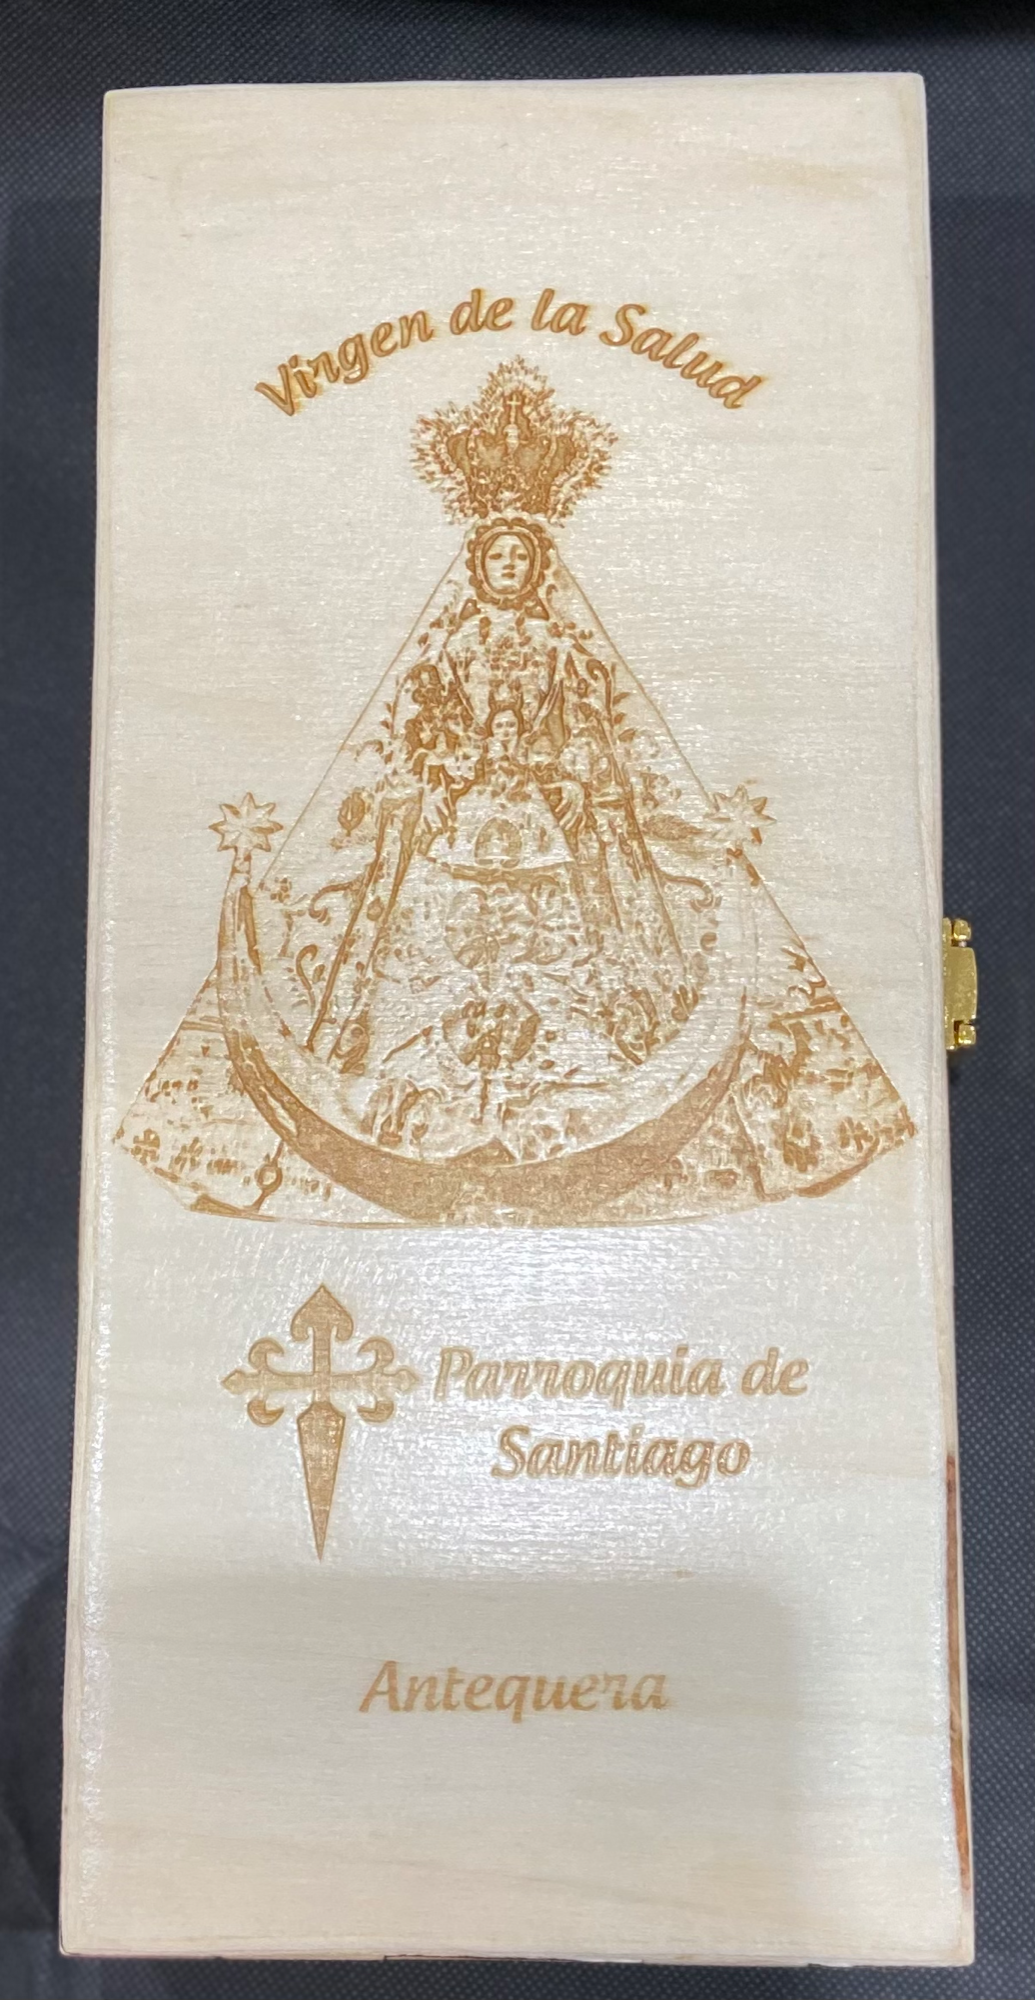 Virgen de la Salud
Parroquia de
Santiago
Antequera